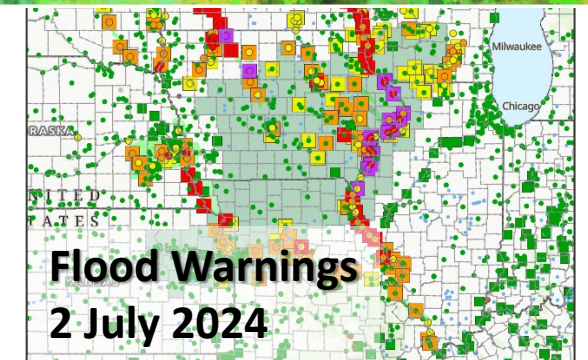 Milwaukee
Chicago
RASKA
NITED
TATES
Flood Warnings
2 July 2024